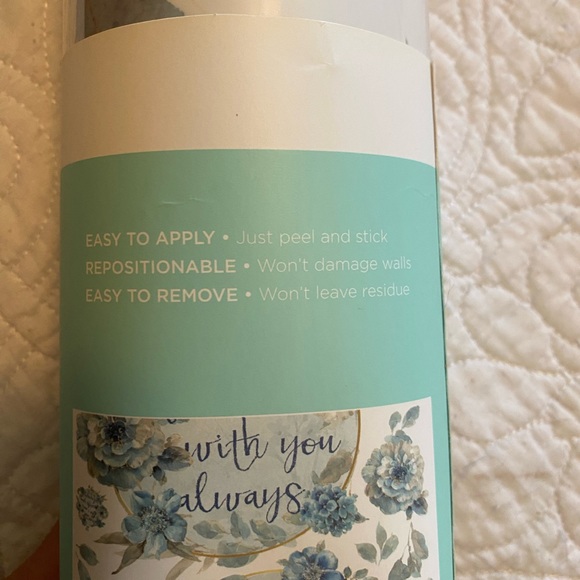 EASY TO APPLY • Just peel and stick
REPOSITIONABLE • Won't damage walls
EASY TO REMOVE • Won't leave residue
with you
always